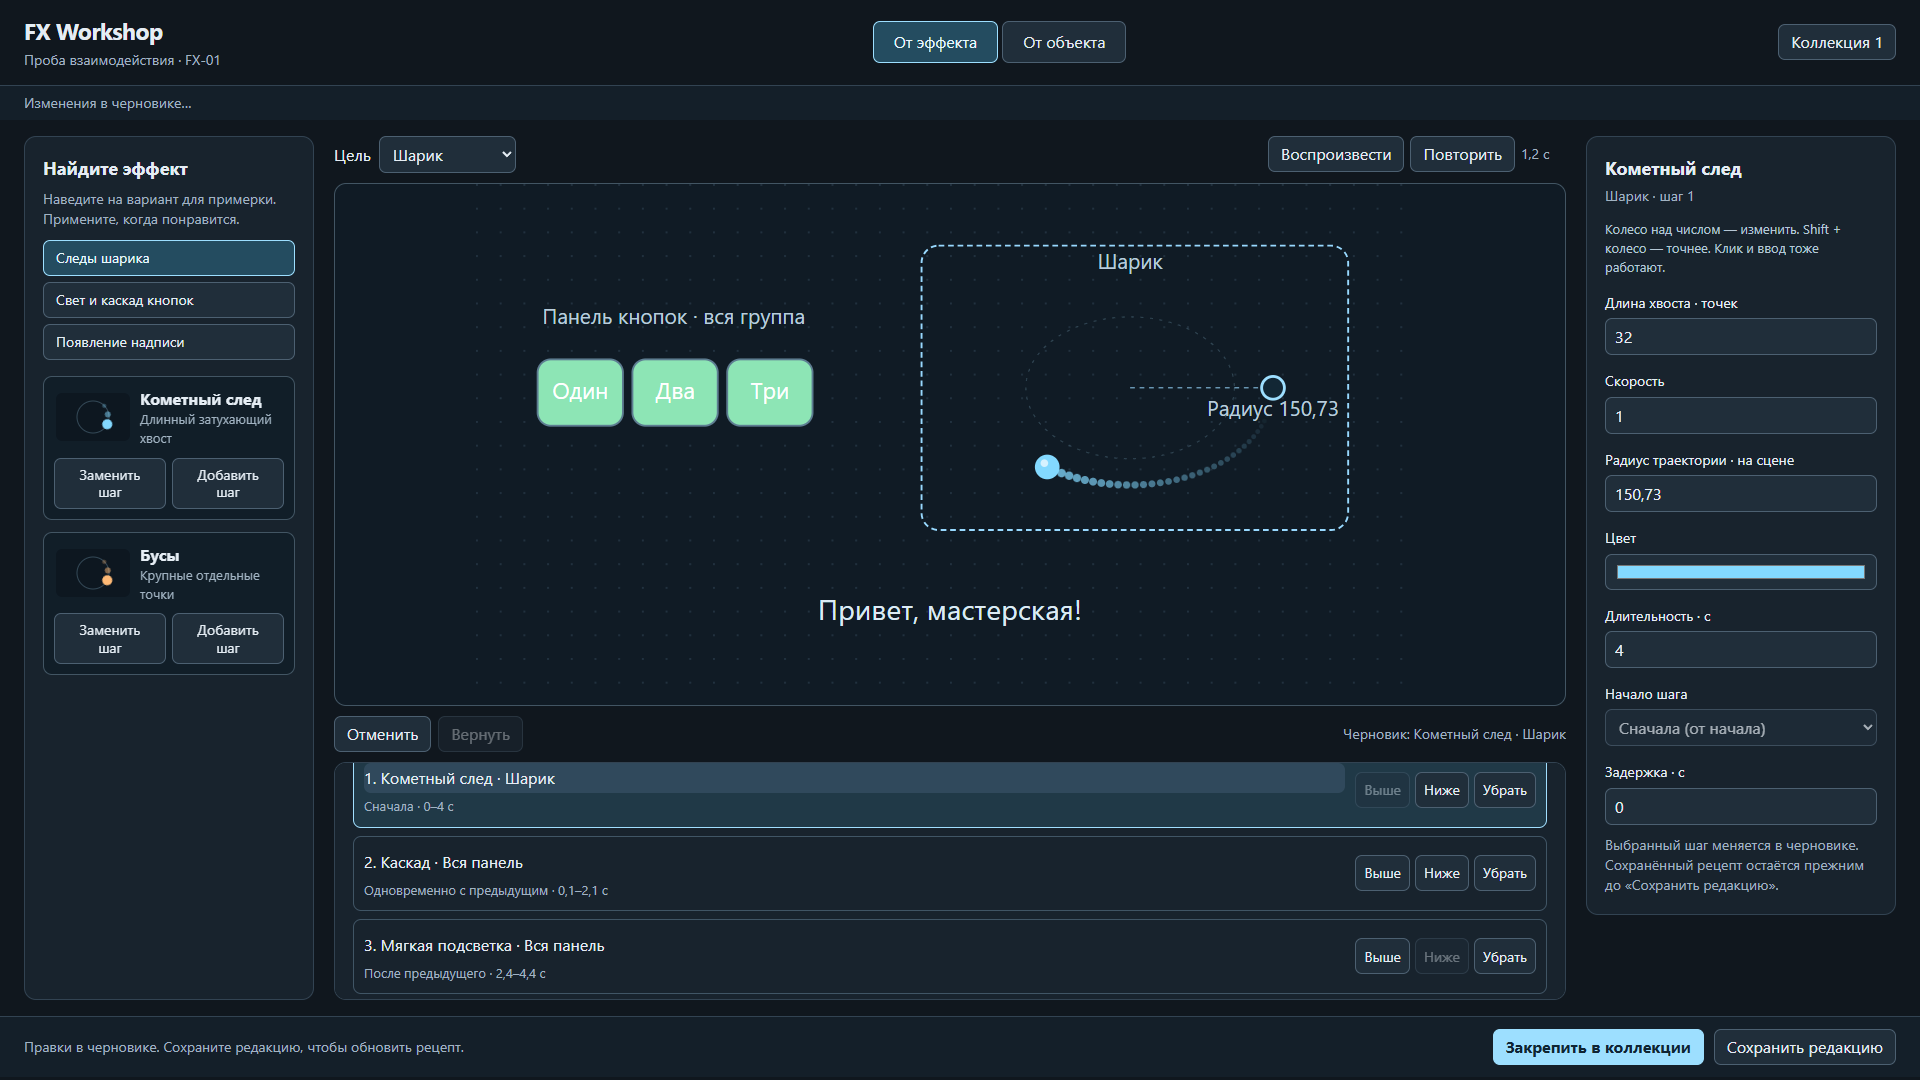 FX Workshop
Проба взаимодействия · FX-01
От эффекта
От объекта
Коллекция 1
Изменения в черновике...
Найдите эффект
Наведите на вариант для примерки.
Примените, когда понравится.
Следы шарика
Свет и каскад кнопок
Появление надписи
Кометный след
Длинный затухающий
хвост
Заменить
шаг
Добавить
шаг
Бусы
Крупные отдельные
точки
Заменить
шаг
Добавить
шаг
Цель
Шарик
Воспроизвести
Повторить
1,2 с
Панель кнопок · вся группа
Один
Два
Три
Шарик
Радиус 150,73
Привет, мастерская!
Отменить
Вернуть
Черновик: Кометный след · Шарик
1. Кометный след · Шарик
Сначала · 0–4 с
Выше
Ниже
Убрать
2. Каскад · Вся панель
Одновременно с предыдущим · 0,1–2,1 с
Выше
Ниже
Убрать
3. Мягкая подсветка · Вся панель
После предыдущего · 2,4–4,4 с
Выше
Ниже
Убрать
Кометный след
Шарик · шаг 1
Колесо над числом — изменить. Shift +
колесо — точнее. Клик и ввод тоже
работают.
Длина хвоста · точек
32
Скорость
1
Радиус траектории · на сцене
150,73
Цвет
Длительность · с
4
Начало шага
Сначала (от начала)
Задержка · с
0
Выбранный шаг меняется в черновике.
Сохранённый рецепт остаётся прежним
до «Сохранить редакцию».
Правки в черновике. Сохраните редакцию, чтобы обновить рецепт.
Закрепить в коллекции
Сохранить редакцию